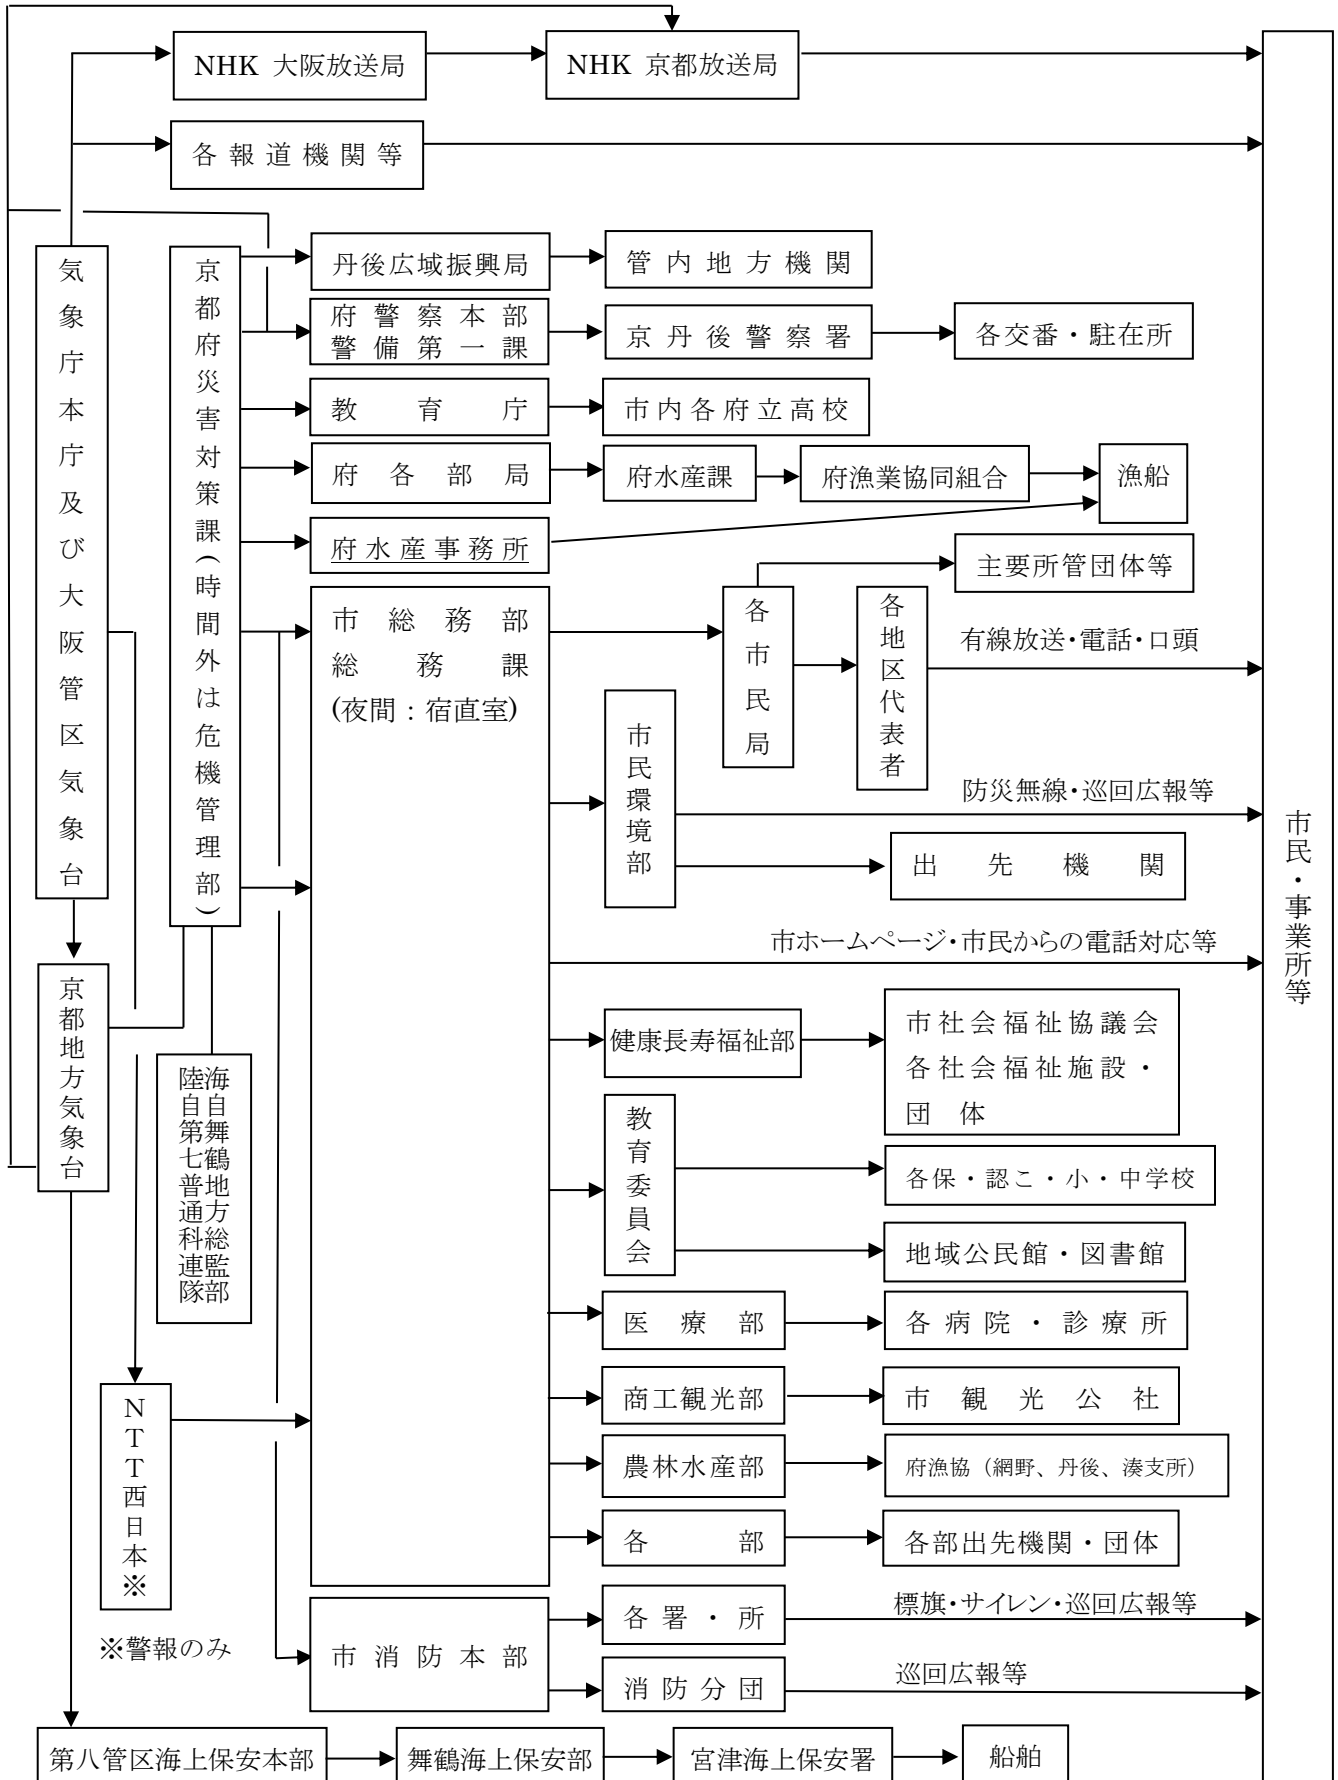 NHK 大阪放送局
NHK 京都放送局
各報道機関等
気象庁本庁及び大阪管区気象台
京都府災害対策課(時間外は危機管理部)
丹後広域振興局
管内地方機関
府警察本部
警備第一課
京丹後警察署
各交番・駐在所
教育庁
市内各府立高校
府各部局
府水産課
府漁業協同組合
漁船
府水産事務所
市総務部
総務課
(夜間：宿直室)
各市民局
主要所管団体等
各地区代表者
有線放送・電話・口頭
市民環境部
防災無線・巡回広報等
出先機関
市民・事業所等
市ホームページ・市民からの電話対応等
京都地方気象台
海自舞鶴地方総監部
陸自第七普通科連隊
健康長寿福祉部
市社会福祉協議会
各社会福祉施設・
団体
教育委員会
各保・認こ・小・中学校
地域公民館・図書館
医療部
各病院・診療所
NTT西日本※
商工観光部
市観光公社
農林水産部
府漁協（網野、丹後、湊支所）
各部
各部出先機関・団体
※警報のみ
市消防本部
各署・所
標旗・サイレン・巡回広報等
消防分団
巡回広報等
第八管区海上保安本部
舞鶴海上保安部
宮津海上保安署
船舶